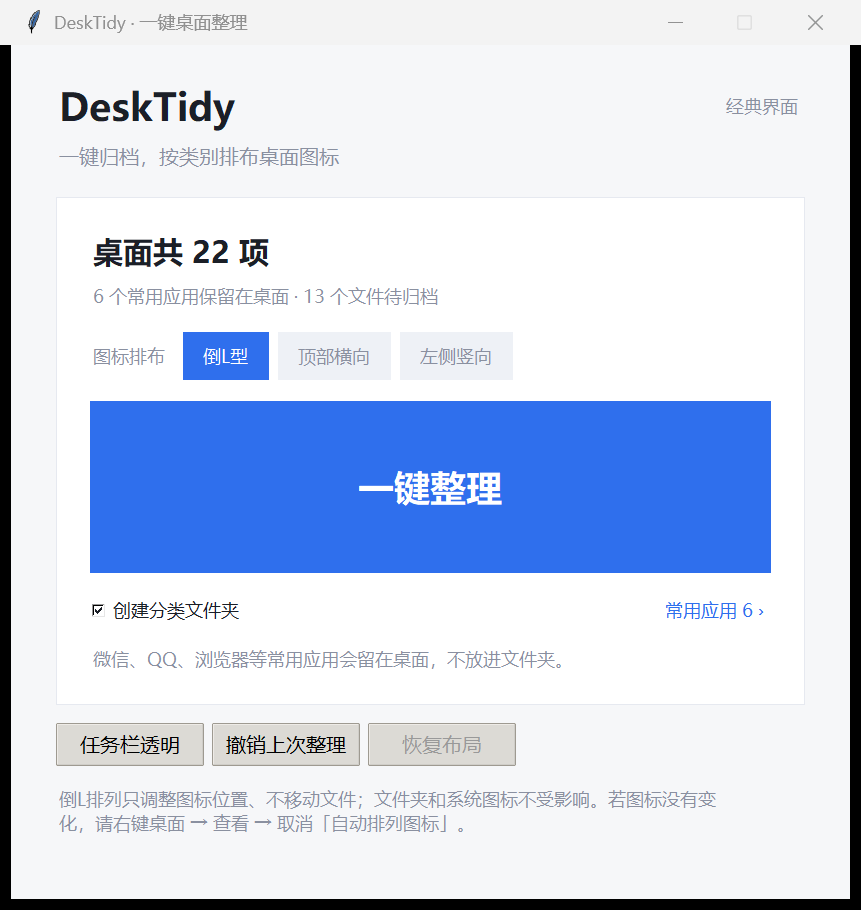 DeskTidy · 一键桌面整理
DeskTidy
经典界面
一键归档，按类别排布桌面图标
桌面共 22 项
6 个常用应用保留在桌面 · 13 个文件待归档
图标排布 倒L型 顶部横向 左侧竖向
一键整理
创建分类文件夹 常用应用 6 ›
微信、QQ、浏览器等常用应用会留在桌面，不放进文件夹。
任务栏透明 撤销上次整理 恢复布局
倒L排列只调整图标位置、不移动文件；文件夹和系统图标不受影响。若图标没有变
化，请右键桌面 → 查看 → 取消「自动排列图标」。